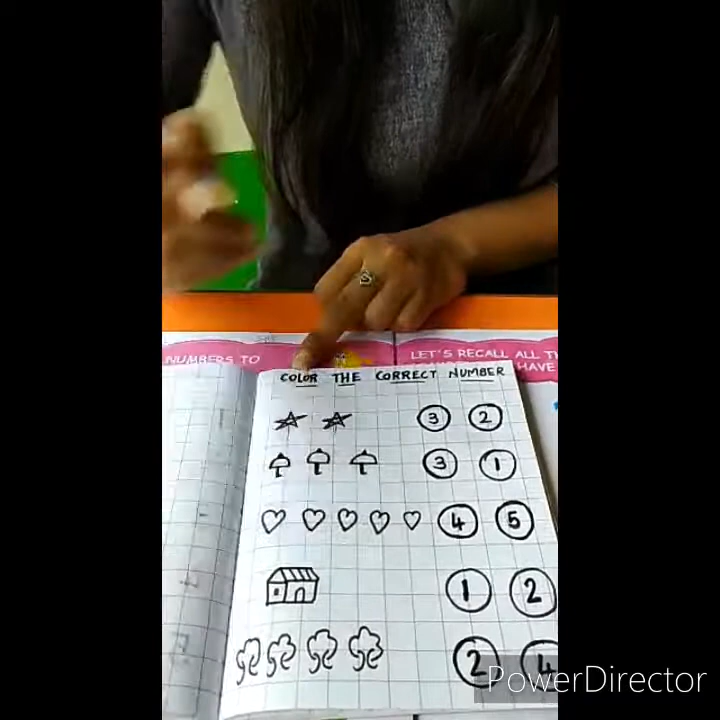 NUMBERS TO
LET'S RECALL ALL
HAVE
COLOR THE CORRECT NUMBER
3 2
3 1
4 5
1 2
2 4
PowerDirector